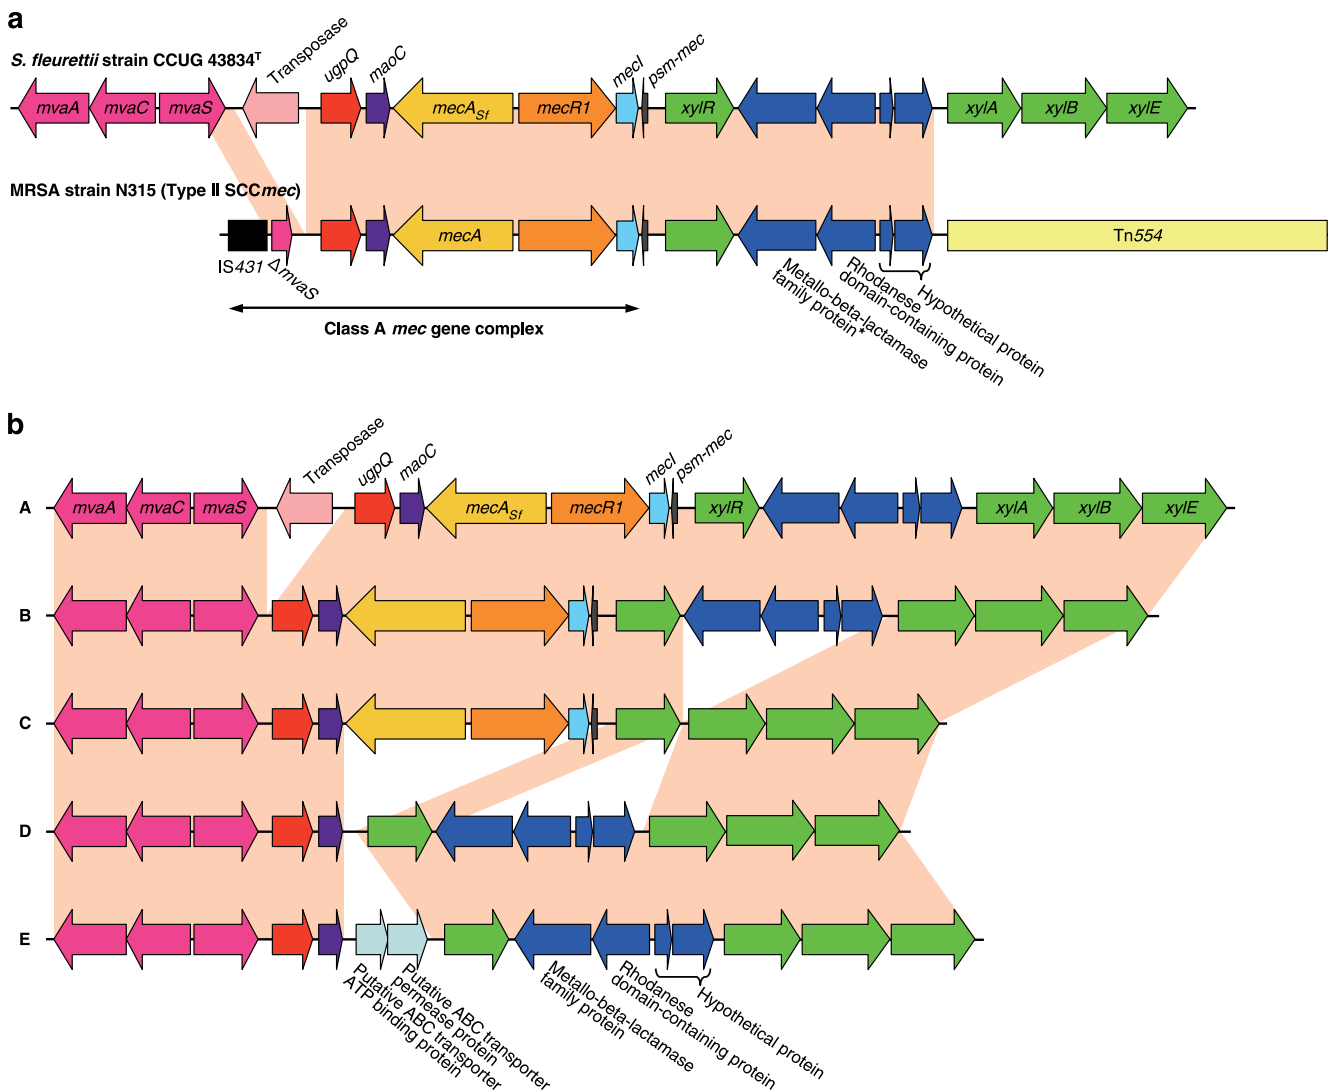 a
S. fleurettii strain CCUG 43834T
Transposase
ugpQ
maoC
mecI
psm-mec
mvaA
mvaC
mvaS
mecASf
mecR1
xylR
xylA
xylB
xylE
MRSA strain N315 (Type II SCCmec)
mecA
Tn554
IS431
ΔmvaS
Class A mec gene complex
Metallo-beta-lactamase
family protein*
Rhodanese
domain-containing protein
Hypothetical protein
b
Transposase
ugpQ
maoC
mecI
psm-mec
A
mvaA
mvaC
mvaS
mecASf
mecR1
xylR
xylA
xylB
xylE
B
C
D
E
Putative ABC transporter
ATP binding protein
Putative ABC transporter
permease protein
Metallo-beta-lactamase
family protein
Rhodanese
domain-containing protein
Hypothetical protein